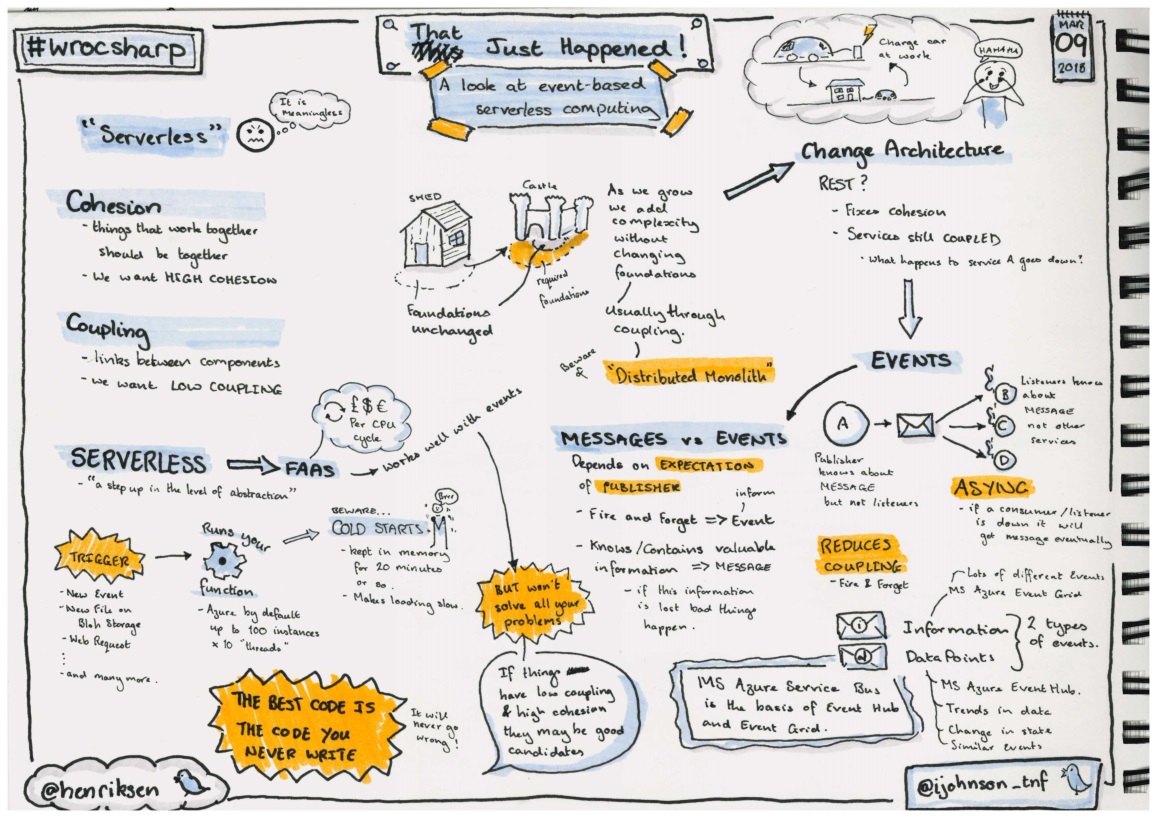 #wrocsharp
That
Just Happened!
A look at event-based
serverless computing
Change car
at work
HAHAHA
MAR
09
2018
"Serverless"
It is
Meaningless
Cohesion
- things that work together
should be together
- We want HIGH COHESION
Coupling
- links between components
- we want LOW COUPLING
SHED
Castle
required
foundations
Foundations
unchanged
As we grow
we add
complexity
without
changing
foundations
Usually through
coupling.
Beware
"Distributed Monolith"
Change Architecture
REST?
- Fixes cohesion
- Services still COUPLED
- What happens to service A goes down?
EVENTS
A
B
C
D
Listeners know
about
MESSAGE
not other
services
Publisher
knows about
MESSAGE
but not listeners
ASYNC
- if a consumer/listener
is down it will
get message eventually
REDUCES
COUPLING
- Fire & Forget
MESSAGES vs EVENTS
Depends on EXPECTATION
of PUBLISHER
inform
- Fire and Forget => Event
- Knows/Contains valuable
information => MESSAGE
- if this information
is lost bad things
happen.
SERVERLESS
FAAS
£$€
Per CPU
cycle
works well with events
- "a step up in the level of abstraction"
TRIGGER
- New Event
- New File on
Blob Storage
- Web Request
- and many more.
Runs your
function
- Azure by default
up to 100 instances
x 10 "threads"
BEWARE...
COLD STARTS
Brrr
- kept in memory
for 20 minutes
or so.
- Makes loading slow.
BUT won't
solve all your
problems
If things
have low coupling
& high cohesion
they may be good
candidates
THE BEST CODE IS
THE CODE YOU
NEVER WRITE
It will
never go
wrong!
Lots of different Events
MS Azure Event Grid
i
Information
d
DataPoints
2 types
of events.
- MS Azure Event Hub.
- Trends in data
- Change in state
Similar events
MS Azure Service Bus
is the basis of Event Hub
and Event Grid.
@henriksen
@ijohnson_tnf